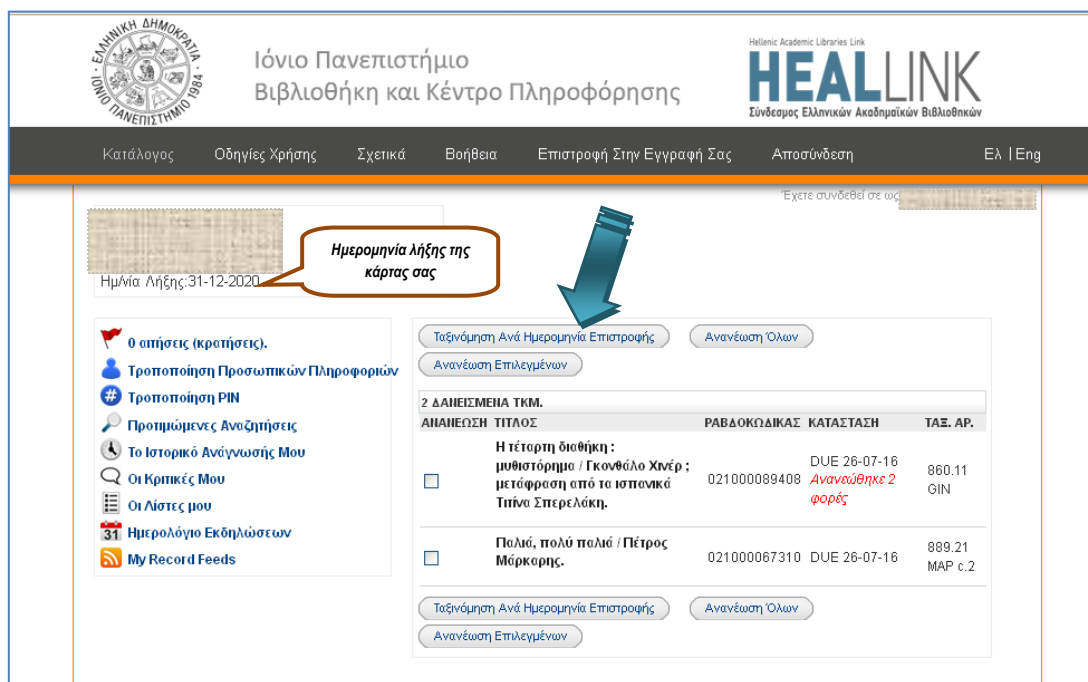 ΕΛΛΗΝΙΚΗ ΔΗΜΟΚΡΑΤΙΑ · ΙΟΝΙΟ ΠΑΝΕΠΙΣΤΗΜΙΟ 1984
Ιόνιο Πανεπιστήμιο
Βιβλιοθήκη και Κέντρο Πληροφόρησης
Hellenic Academic Libraries Link
HEALLINK
Σύνδεσμος Ελληνικών Ακαδημαϊκών Βιβλιοθηκών
Κατάλογος Οδηγίες Χρήσης Σχετικά Βοήθεια Επιστροφή Στην Εγγραφή Σας Αποσύνδεση Ελ | Eng
Έχετε συνδεθεί σε ως
Ημερομηνία λήξης της
κάρτας σας
Ημ/νία Λήξης:31-12-2020
0 αιτήσεις (κρατήσεις).
Τροποποίηση Προσωπικών Πληροφοριών
Τροποποίηση PIN
Προτιμώμενες Αναζητήσεις
Το Ιστορικό Ανάγνωσής Μου
Οι Κριτικές Μου
Οι Λίστες μου
31 Ημερολόγιο Εκδηλώσεων
My Record Feeds
Ταξινόμηση Ανά Ημερομηνία Επιστροφής Ανανέωση Όλων
Ανανέωση Επιλεγμένων
2 ΔΑΝΕΙΣΜΕΝΑ ΤΚΜ.
ΑΝΑΝΕΩΣΗ ΤΙΤΛΟΣ ΡΑΒΔΟΚΩΔΙΚΑΣ ΚΑΤΑΣΤΑΣΗ ΤΑΞ. ΑΡ.
Η τέταρτη διαθήκη :
μυθιστόρημα / Γκονθάλο Χινέρ ;
μετάφραση από τα ισπανικά
Τιτίνα Σπερελάκη.
021000089408
DUE 26-07-16
Ανανεώθηκε 2
φορές
860.11
GIN
Παλιά, πολύ παλιά / Πέτρος
Μάρκαρης.
021000067310 DUE 26-07-16
889.21
ΜΑΡ c.2
Ταξινόμηση Ανά Ημερομηνία Επιστροφής Ανανέωση Όλων
Ανανέωση Επιλεγμένων